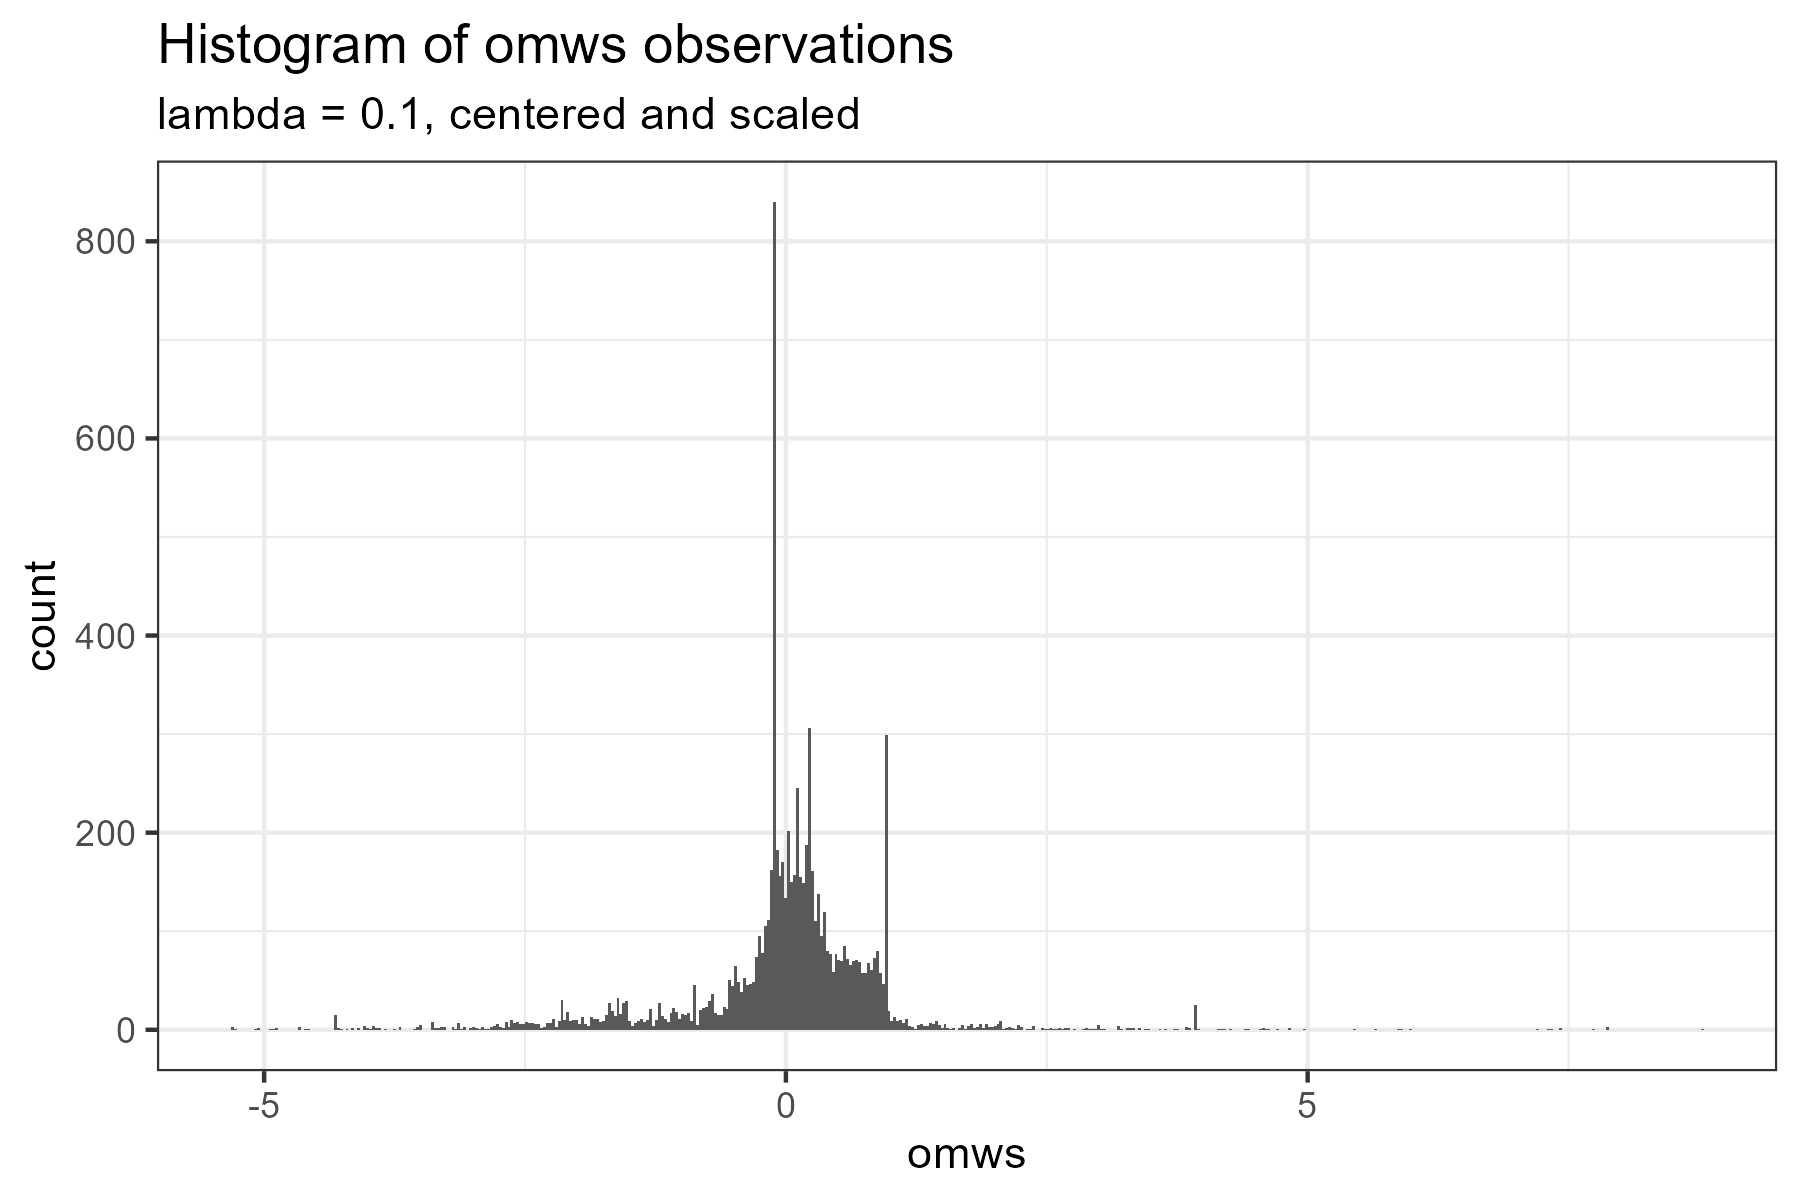 Histogram of omws observations
lambda = 0.1, centered and scaled
800
600
400
200
0
count
-5
0
5
omws